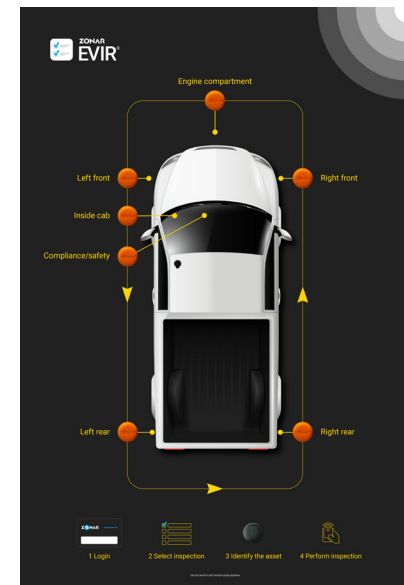 ZONAR
EVIR®
Engine compartment
Left front
Right front
Inside cab
Compliance/safety
Left rear
Right rear
ZONAR
1 Login
2 Select inspection
3 Identify the asset
4 Perform inspection